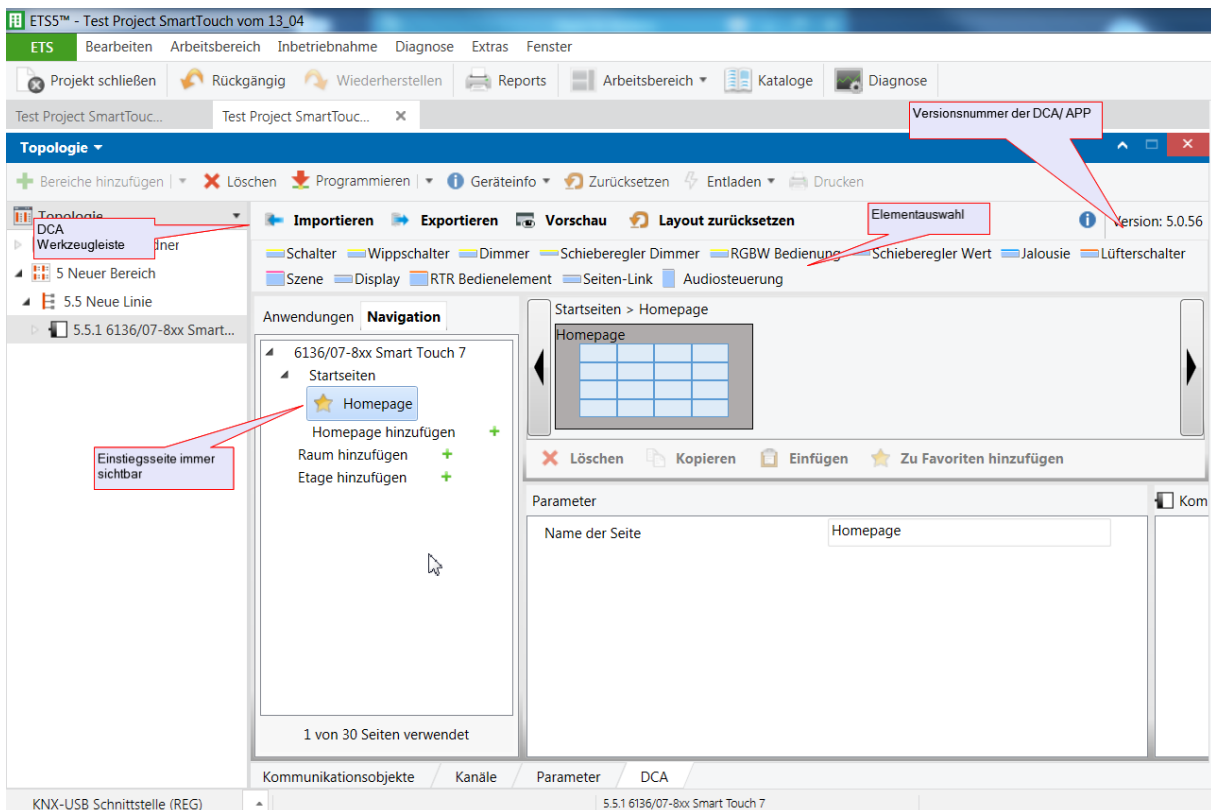 ETS5™ - Test Project SmartTouch vom 13_04
ETS Bearbeiten Arbeitsbereich Inbetriebnahme Diagnose Extras Fenster
Projekt schließen Rückgängig Wiederherstellen Reports Arbeitsbereich Kataloge Diagnose
Test Project SmartTouc... Test Project SmartTouc...
Versionsnummer der DCA/ APP
Topologie
Bereiche hinzufügen Löschen Programmieren Geräteinfo Zurücksetzen Entladen Drucken
Topologie
DCA
Werkzeugleiste
Importieren Exportieren Vorschau Layout zurücksetzen
Elementauswahl
Version: 5.0.56
Schalter Wippschalter Dimmer Schieberegler Dimmer RGBW Bedienung Schieberegler Wert Jalousie Lüfterschalter
Szene Display RTR Bedienelement Seiten-Link Audiosteuerung
5 Neuer Bereich
5.5 Neue Linie
5.5.1 6136/07-8xx Smart...
Anwendungen Navigation
6136/07-8xx Smart Touch 7
Startseiten
Homepage
Homepage hinzufügen
Raum hinzufügen
Etage hinzufügen
Einstiegsseite immer
sichtbar
1 von 30 Seiten verwendet
Startseiten > Homepage
Homepage
Löschen Kopieren Einfügen Zu Favoriten hinzufügen
Parameter
Kom
Name der Seite Homepage
Kommunikationsobjekte Kanäle Parameter DCA
KNX-USB Schnittstelle (REG) 5.5.1 6136/07-8xx Smart Touch 7